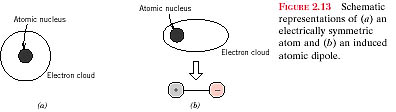 Atomic nucleus
Electron cloud
(a)
Atomic nucleus
Electron cloud
+
−
(b)
FIGURE 2.13 Schematic
representations of (a) an
electrically symmetric
atom and (b) an induced
atomic dipole.